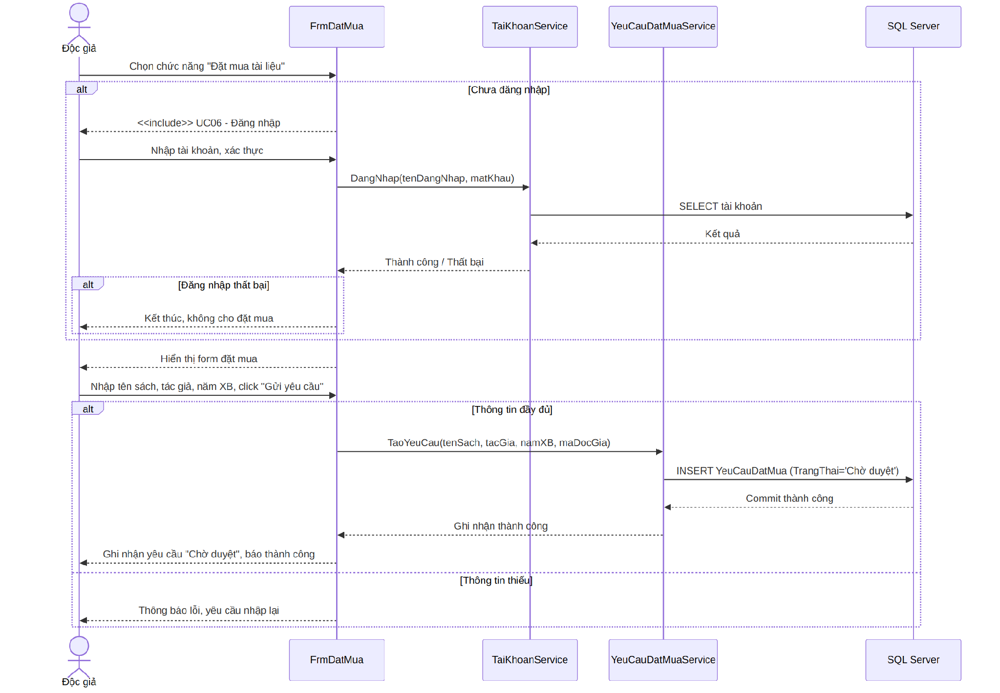 Độc giả
FrmDatMua
TaiKhoanService
YeuCauDatMuaService
SQL Server
Chọn chức năng "Đặt mua tài liệu"
alt
[Chưa đăng nhập]
<<include>> UC06 - Đăng nhập
Nhập tài khoản, xác thực
DangNhap(tenDangNhap, matKhau)
SELECT tài khoản
Kết quả
Thành công / Thất bại
alt
[Đăng nhập thất bại]
Kết thúc, không cho đặt mua
Hiển thị form đặt mua
Nhập tên sách, tác giả, năm XB, click "Gửi yêu cầu"
alt
[Thông tin đầy đủ]
TaoYeuCau(tenSach, tacGia, namXB, maDocGia)
INSERT YeuCauDatMua (TrangThai='Chờ duyệt')
Commit thành công
Ghi nhận thành công
Ghi nhận yêu cầu "Chờ duyệt", báo thành công
[Thông tin thiếu]
Thông báo lỗi, yêu cầu nhập lại
Độc giả
FrmDatMua
TaiKhoanService
YeuCauDatMuaService
SQL Server